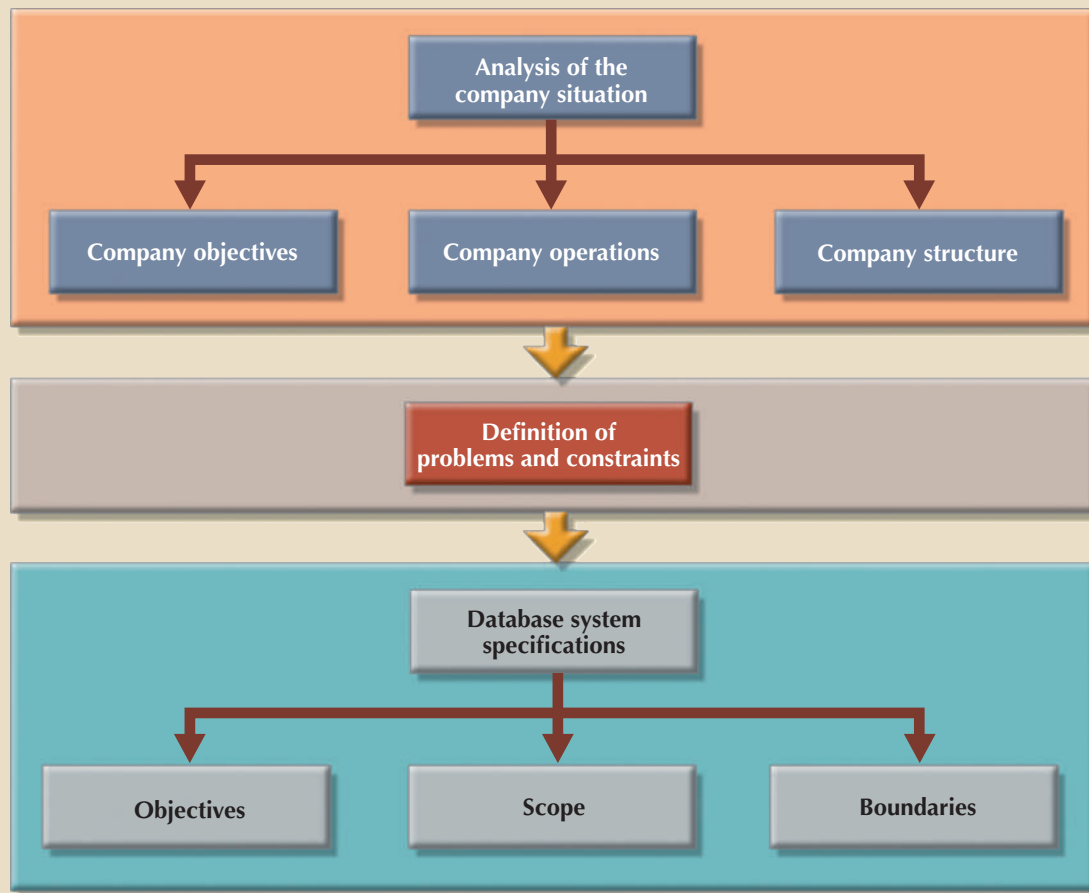 Analysis of the
company situation
Company objectives
Company operations
Company structure
Definition of
problems and constraints
Database system
specifications
Objectives
Scope
Boundaries